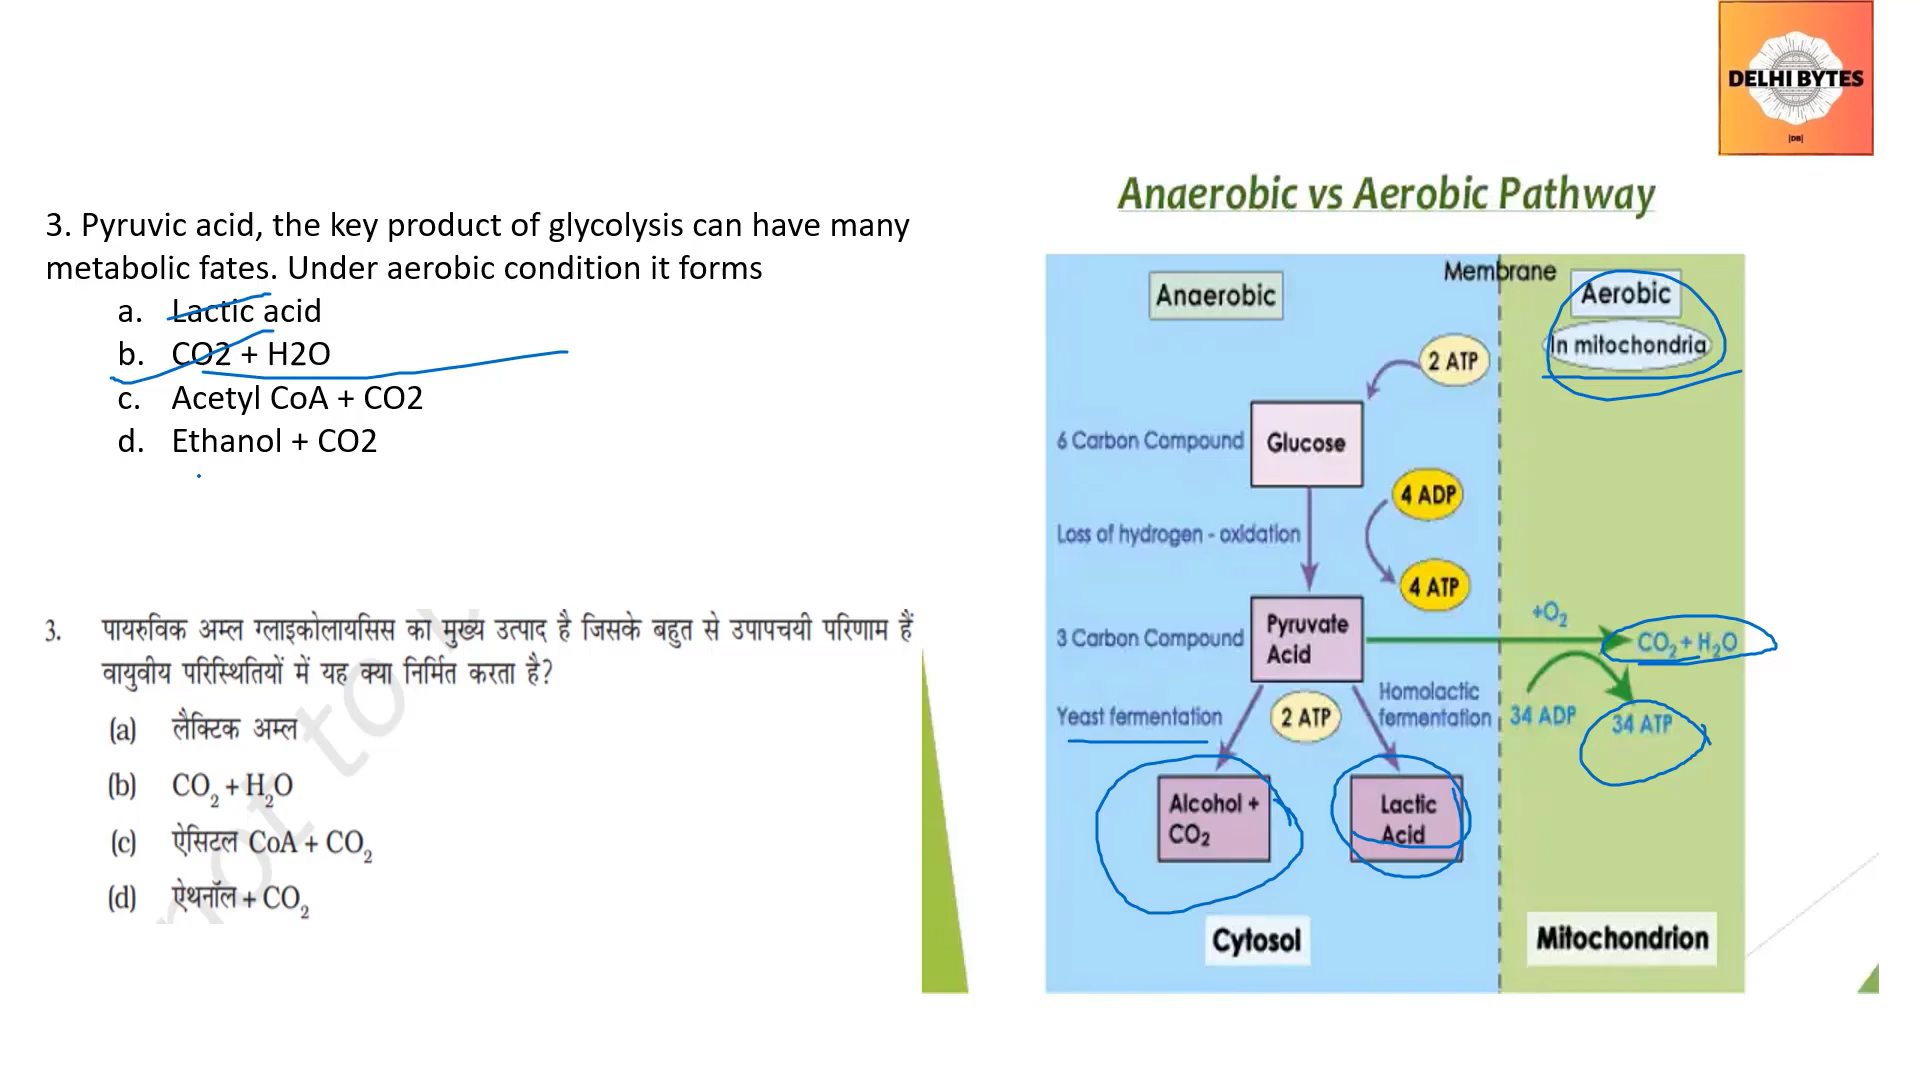 DELHI BYTES
|DB|
3. Pyruvic acid, the key product of glycolysis can have many
metabolic fates. Under aerobic condition it forms
a. Lactic acid
b. CO2 + H2O
c. Acetyl CoA + CO2
d. Ethanol + CO2
3. पायरुविक अम्ल ग्लाइकोलायसिस का मुख्य उत्पाद है जिसके बहुत से उपापचयी परिणाम हैं
वायुवीय परिस्थितियों में यह क्या निर्मित करता है?
(a) लैक्टिक अम्ल
(b) CO₂ + H₂O
(c) ऐसिटल CoA + CO₂
(d) ऐथनॉल + CO₂
not to
Anaerobic vs Aerobic Pathway
Membrane
Anaerobic
Aerobic
In mitochondria
2 ATP
6 Carbon Compound
Glucose
4 ADP
Loss of hydrogen - oxidation
4 ATP
+O₂
3 Carbon Compound
Pyruvate
Acid
CO₂ + H₂O
Homolactic
fermentation
Yeast fermentation
2 ATP
34 ADP
34 ATP
Alcohol +
CO₂
Lactic
Acid
Cytosol
Mitochondrion